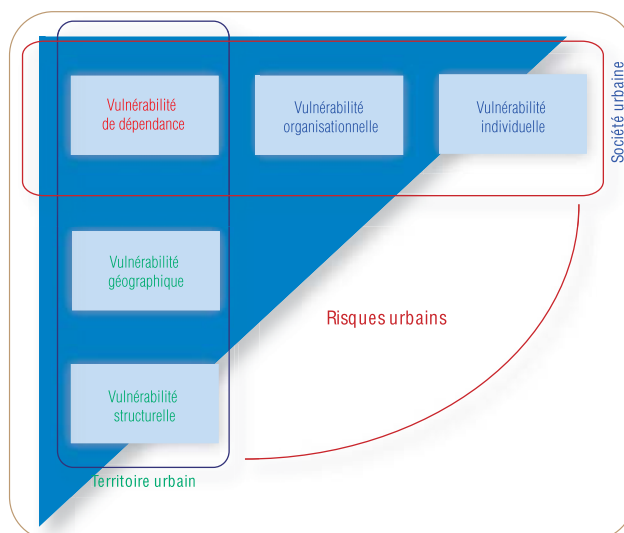 Vulnérabilité
de dépendance
Vulnérabilité
organisationnelle
Vulnérabilité
individuelle
Société urbaine
Vulnérabilité
géographique
Risques urbains
Vulnérabilité
structurelle
Territoire urbain